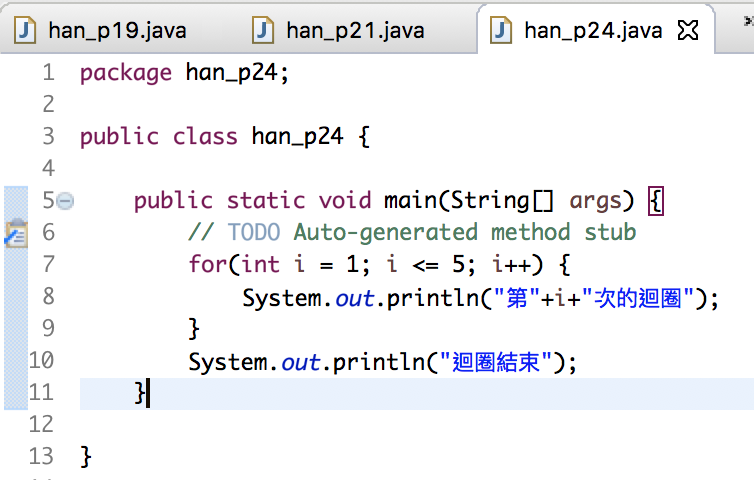 han_p19.java han_p21.java han_p24.java
1 package han_p24;
2
3 public class han_p24 {
4
5 public static void main(String[] args) {
6 // TODO Auto-generated method stub
7 for(int i = 1; i <= 5; i++) {
8 System.out.println("第"+i+"次的迴圈");
9 }
10 System.out.println("迴圈結束");
11 }
12
13 }